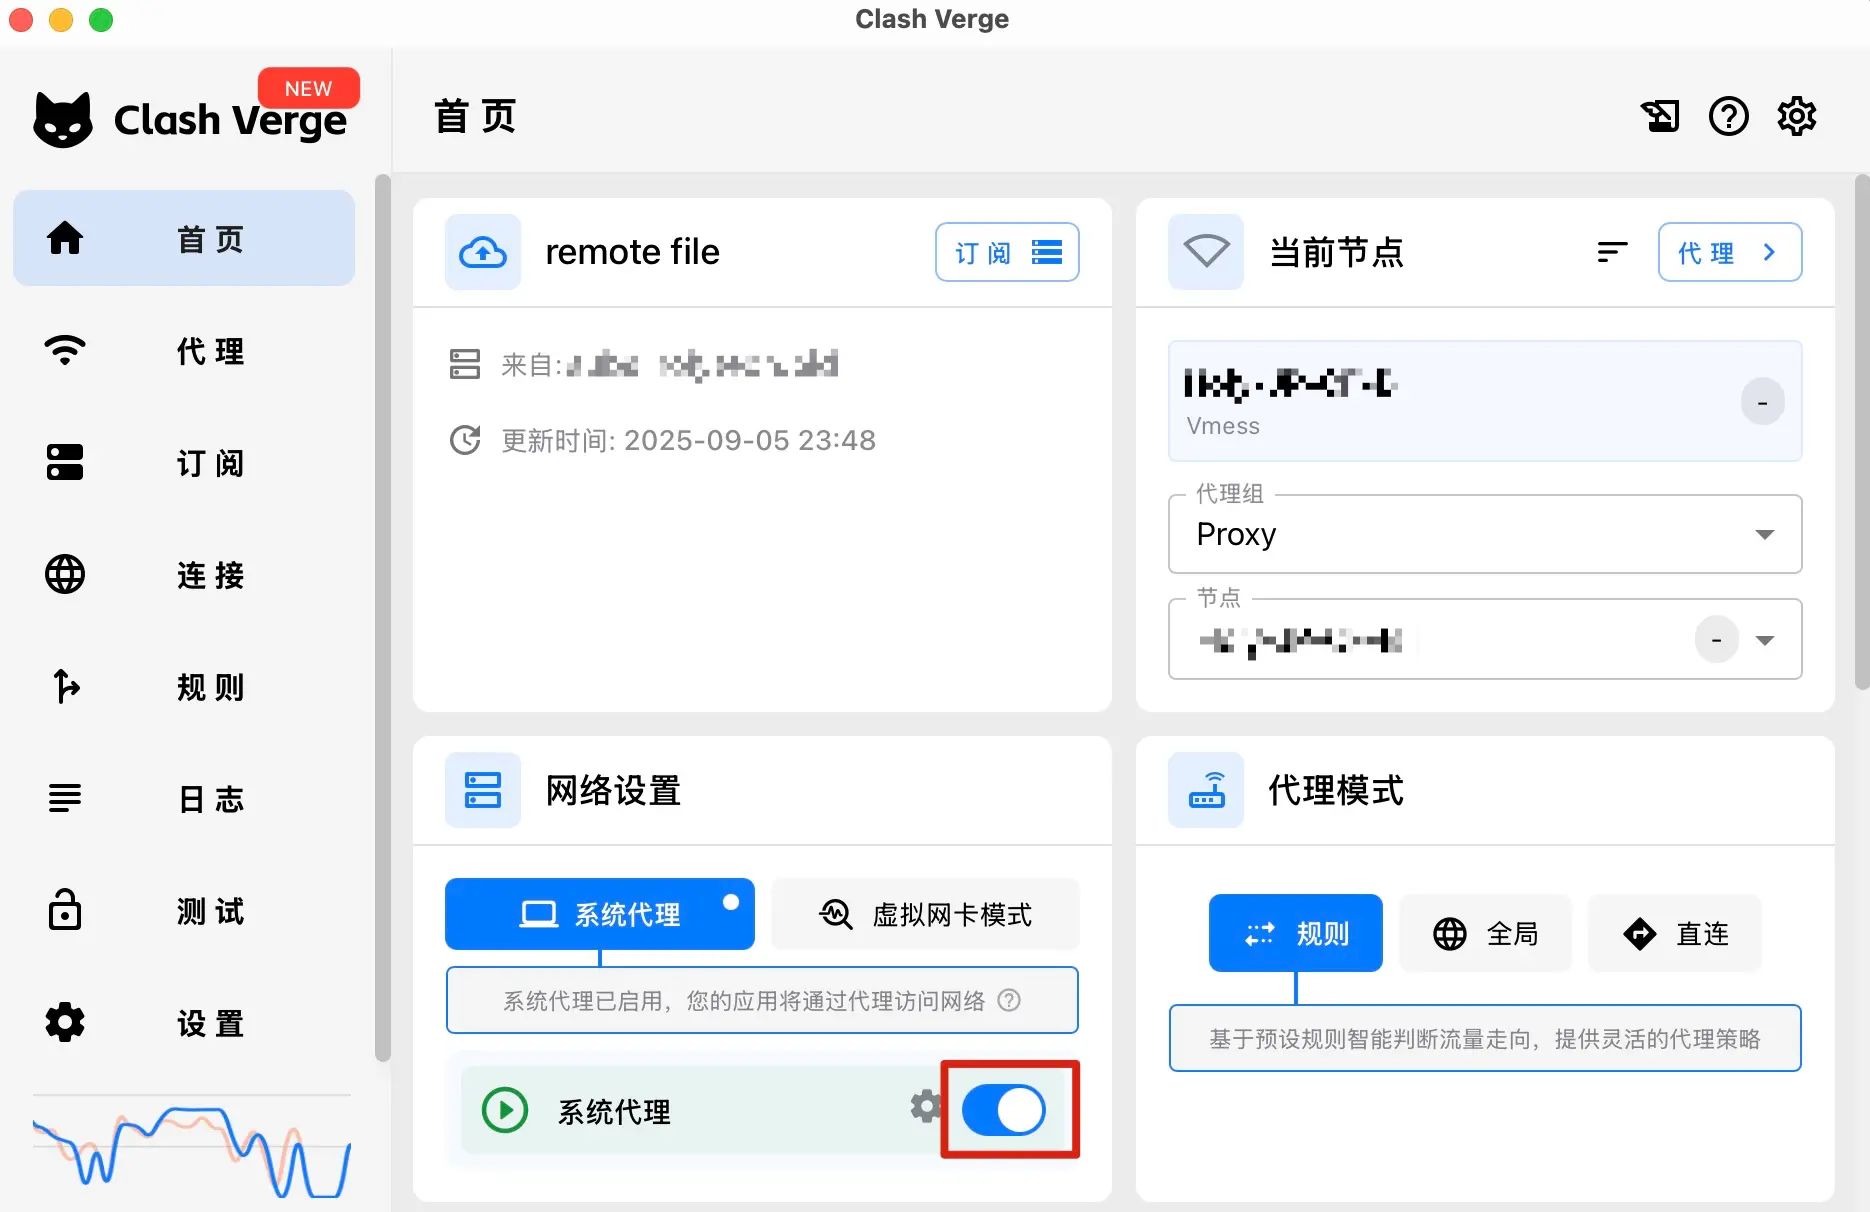 Clash Verge
NEW
Clash Verge
首页
首页
代理
订阅
连接
规则
日志
测试
设置
remote file
订阅
来自:
更新时间: 2025-09-05 23:48
当前节点
代理
Vmess
-
代理组
Proxy
节点
-
网络设置
系统代理
虚拟网卡模式
系统代理已启用，您的应用将通过代理访问网络
系统代理
代理模式
规则
全局
直连
基于预设规则智能判断流量走向，提供灵活的代理策略